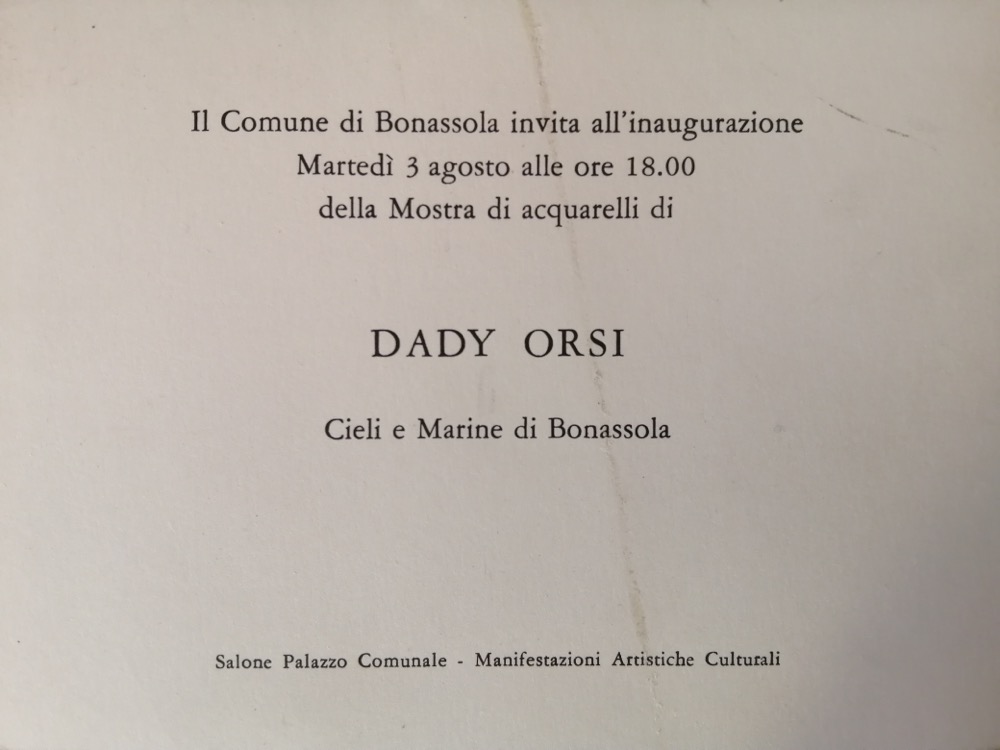 Il Comune di Bonassola invita all'inaugurazione
Martedì 3 agosto alle ore 18.00
della Mostra di acquarelli di
DADY ORSI
Cieli e Marine di Bonassola
Salone Palazzo Comunale - Manifestazioni Artistiche Culturali